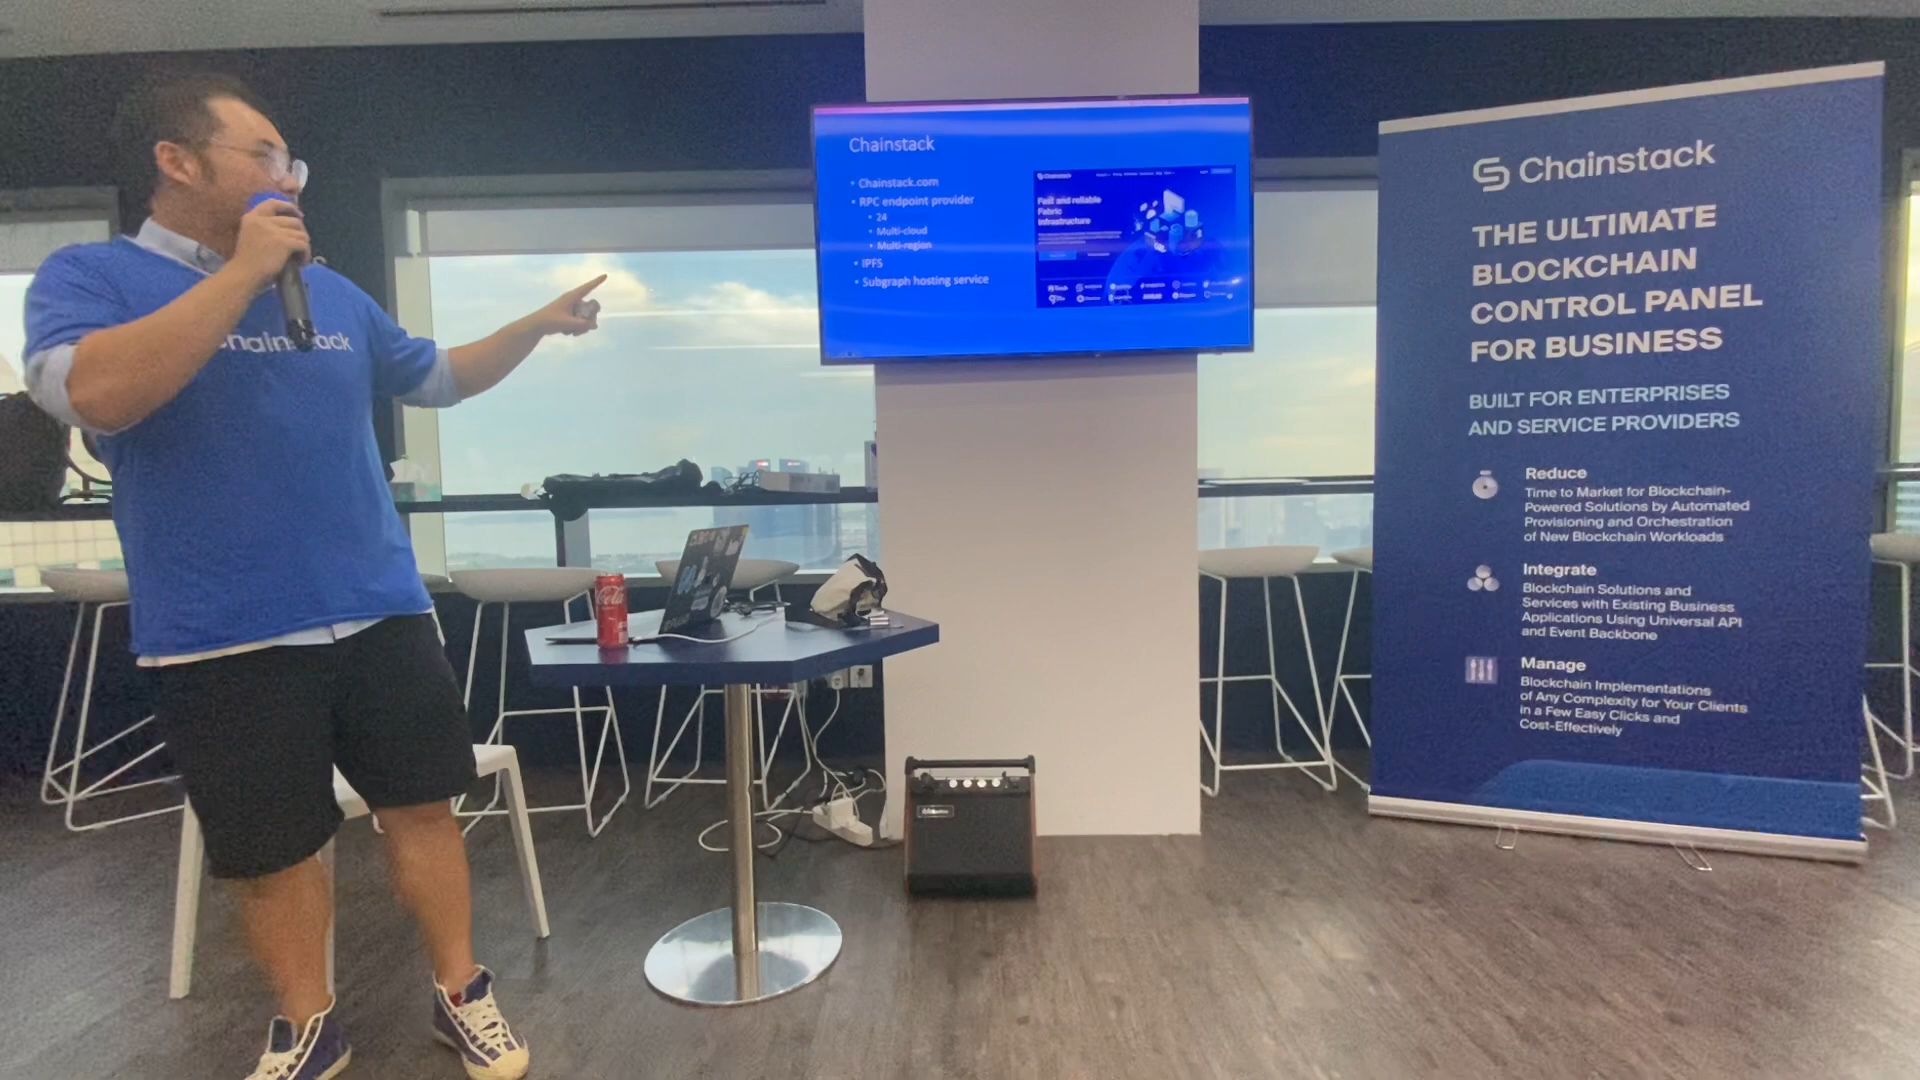 Chainstack
Chainstack
• Chainstack.com
• RPC endpoint provider
• 24
• Multi-cloud
• Multi-region
• IPFS
• Subgraph hosting service
Chainstack
Fast and reliable
Fabric
Infrastructure
Coca-Cola
Chainstack
THE ULTIMATE
BLOCKCHAIN
CONTROL PANEL
FOR BUSINESS
BUILT FOR ENTERPRISES
AND SERVICE PROVIDERS
Reduce
Time to Market for Blockchain-
Powered Solutions by Automated
Provisioning and Orchestration
of New Blockchain Workloads
Integrate
Blockchain Solutions and
Services with Existing Business
Applications Using Universal API
and Event Backbone
Manage
Blockchain Implementations
of Any Complexity for Your Clients
in a Few Easy Clicks and
Cost-Effectively